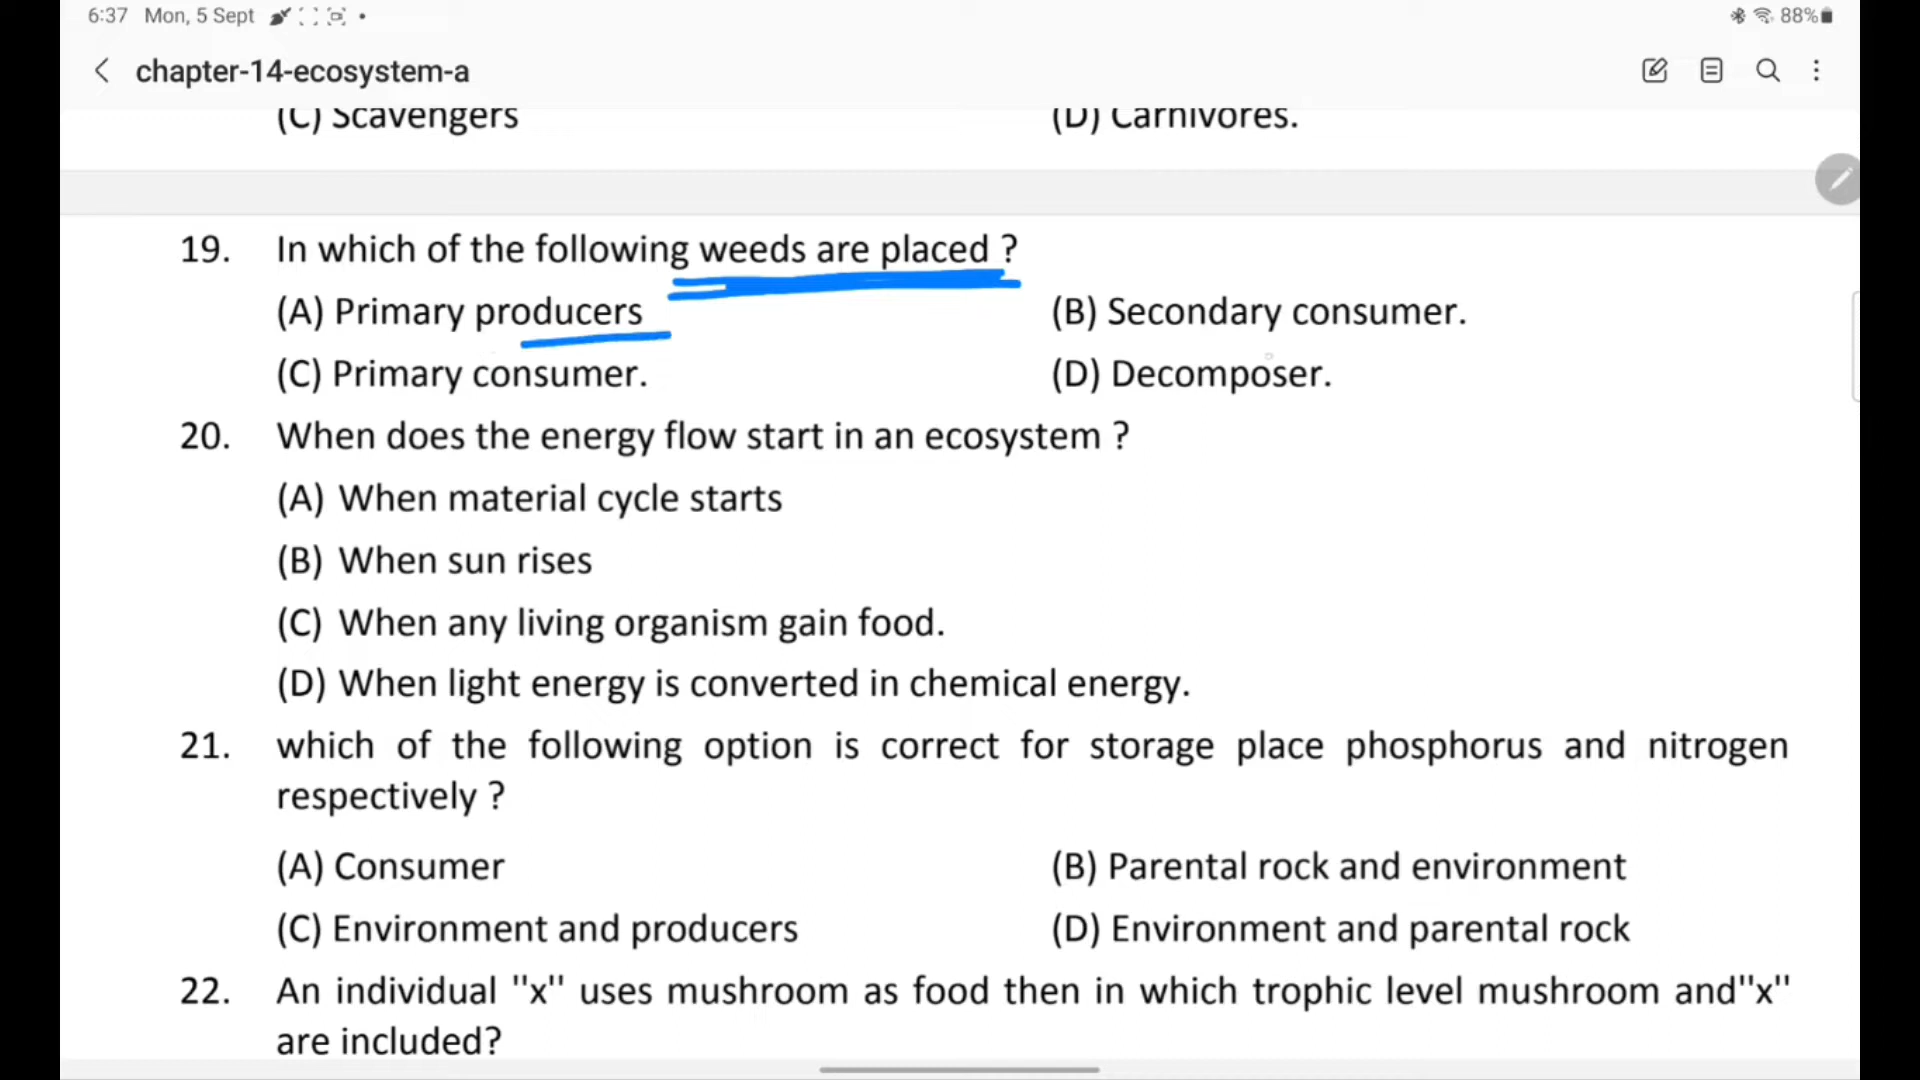 6:37 Mon, 5 Sept
88%
chapter-14-ecosystem-a
(C) Scavengers (D) Carnivores.
19. In which of the following weeds are placed ?
(A) Primary producers (B) Secondary consumer.
(C) Primary consumer. (D) Decomposer.
20. When does the energy flow start in an ecosystem ?
(A) When material cycle starts
(B) When sun rises
(C) When any living organism gain food.
(D) When light energy is converted in chemical energy.
21. which of the following option is correct for storage place phosphorus and nitrogen
respectively ?
(A) Consumer (B) Parental rock and environment
(C) Environment and producers (D) Environment and parental rock
22. An individual "x" uses mushroom as food then in which trophic level mushroom and"x"
are included?